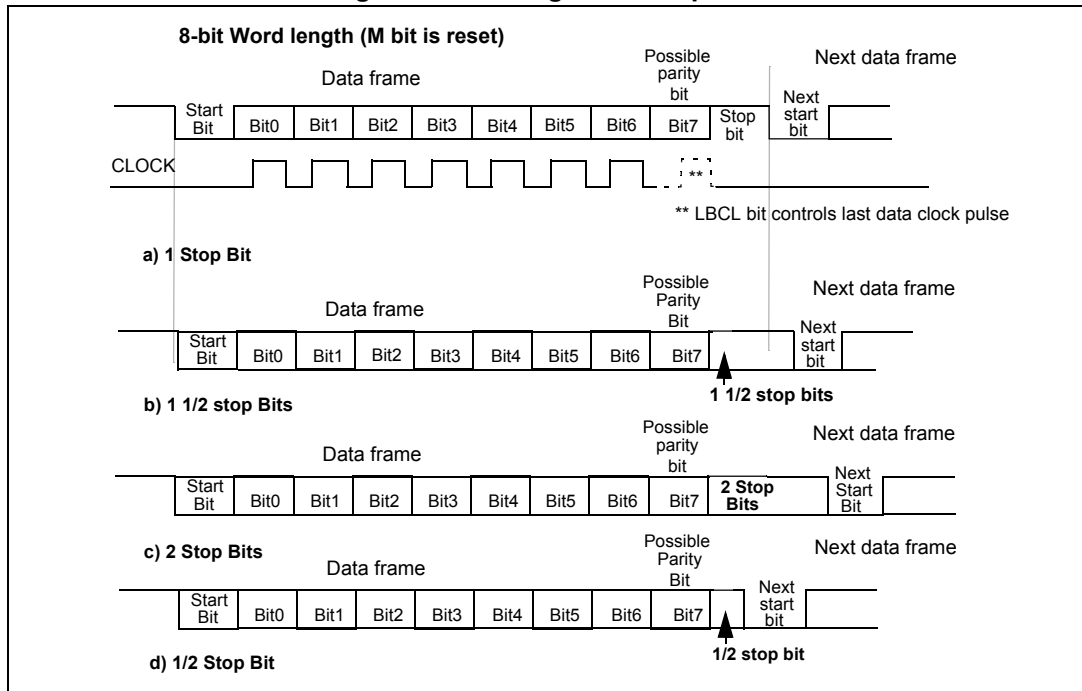 8-bit Word length (M bit is reset)
Data frame
Possible
parity
bit
Next data frame
Start
Bit
Bit0
Bit1
Bit2
Bit3
Bit4
Bit5
Bit6
Bit7
Stop
bit
Next
start
bit
CLOCK
**
** LBCL bit controls last data clock pulse
a) 1 Stop Bit
Data frame
Possible
Parity
Bit
Next data frame
Start
Bit
Bit0
Bit1
Bit2
Bit3
Bit4
Bit5
Bit6
Bit7
Next
start
bit
1 1/2 stop bits
b) 1 1/2 stop Bits
Data frame
Possible
parity
bit
Next data frame
Start
Bit
Bit0
Bit1
Bit2
Bit3
Bit4
Bit5
Bit6
Bit7
2 Stop
Bits
Next
Start
Bit
c) 2 Stop Bits
Data frame
Possible
Parity
Bit
Next data frame
Start
Bit
Bit0
Bit1
Bit2
Bit3
Bit4
Bit5
Bit6
Bit7
Next
start
bit
1/2 stop bit
d) 1/2 Stop Bit